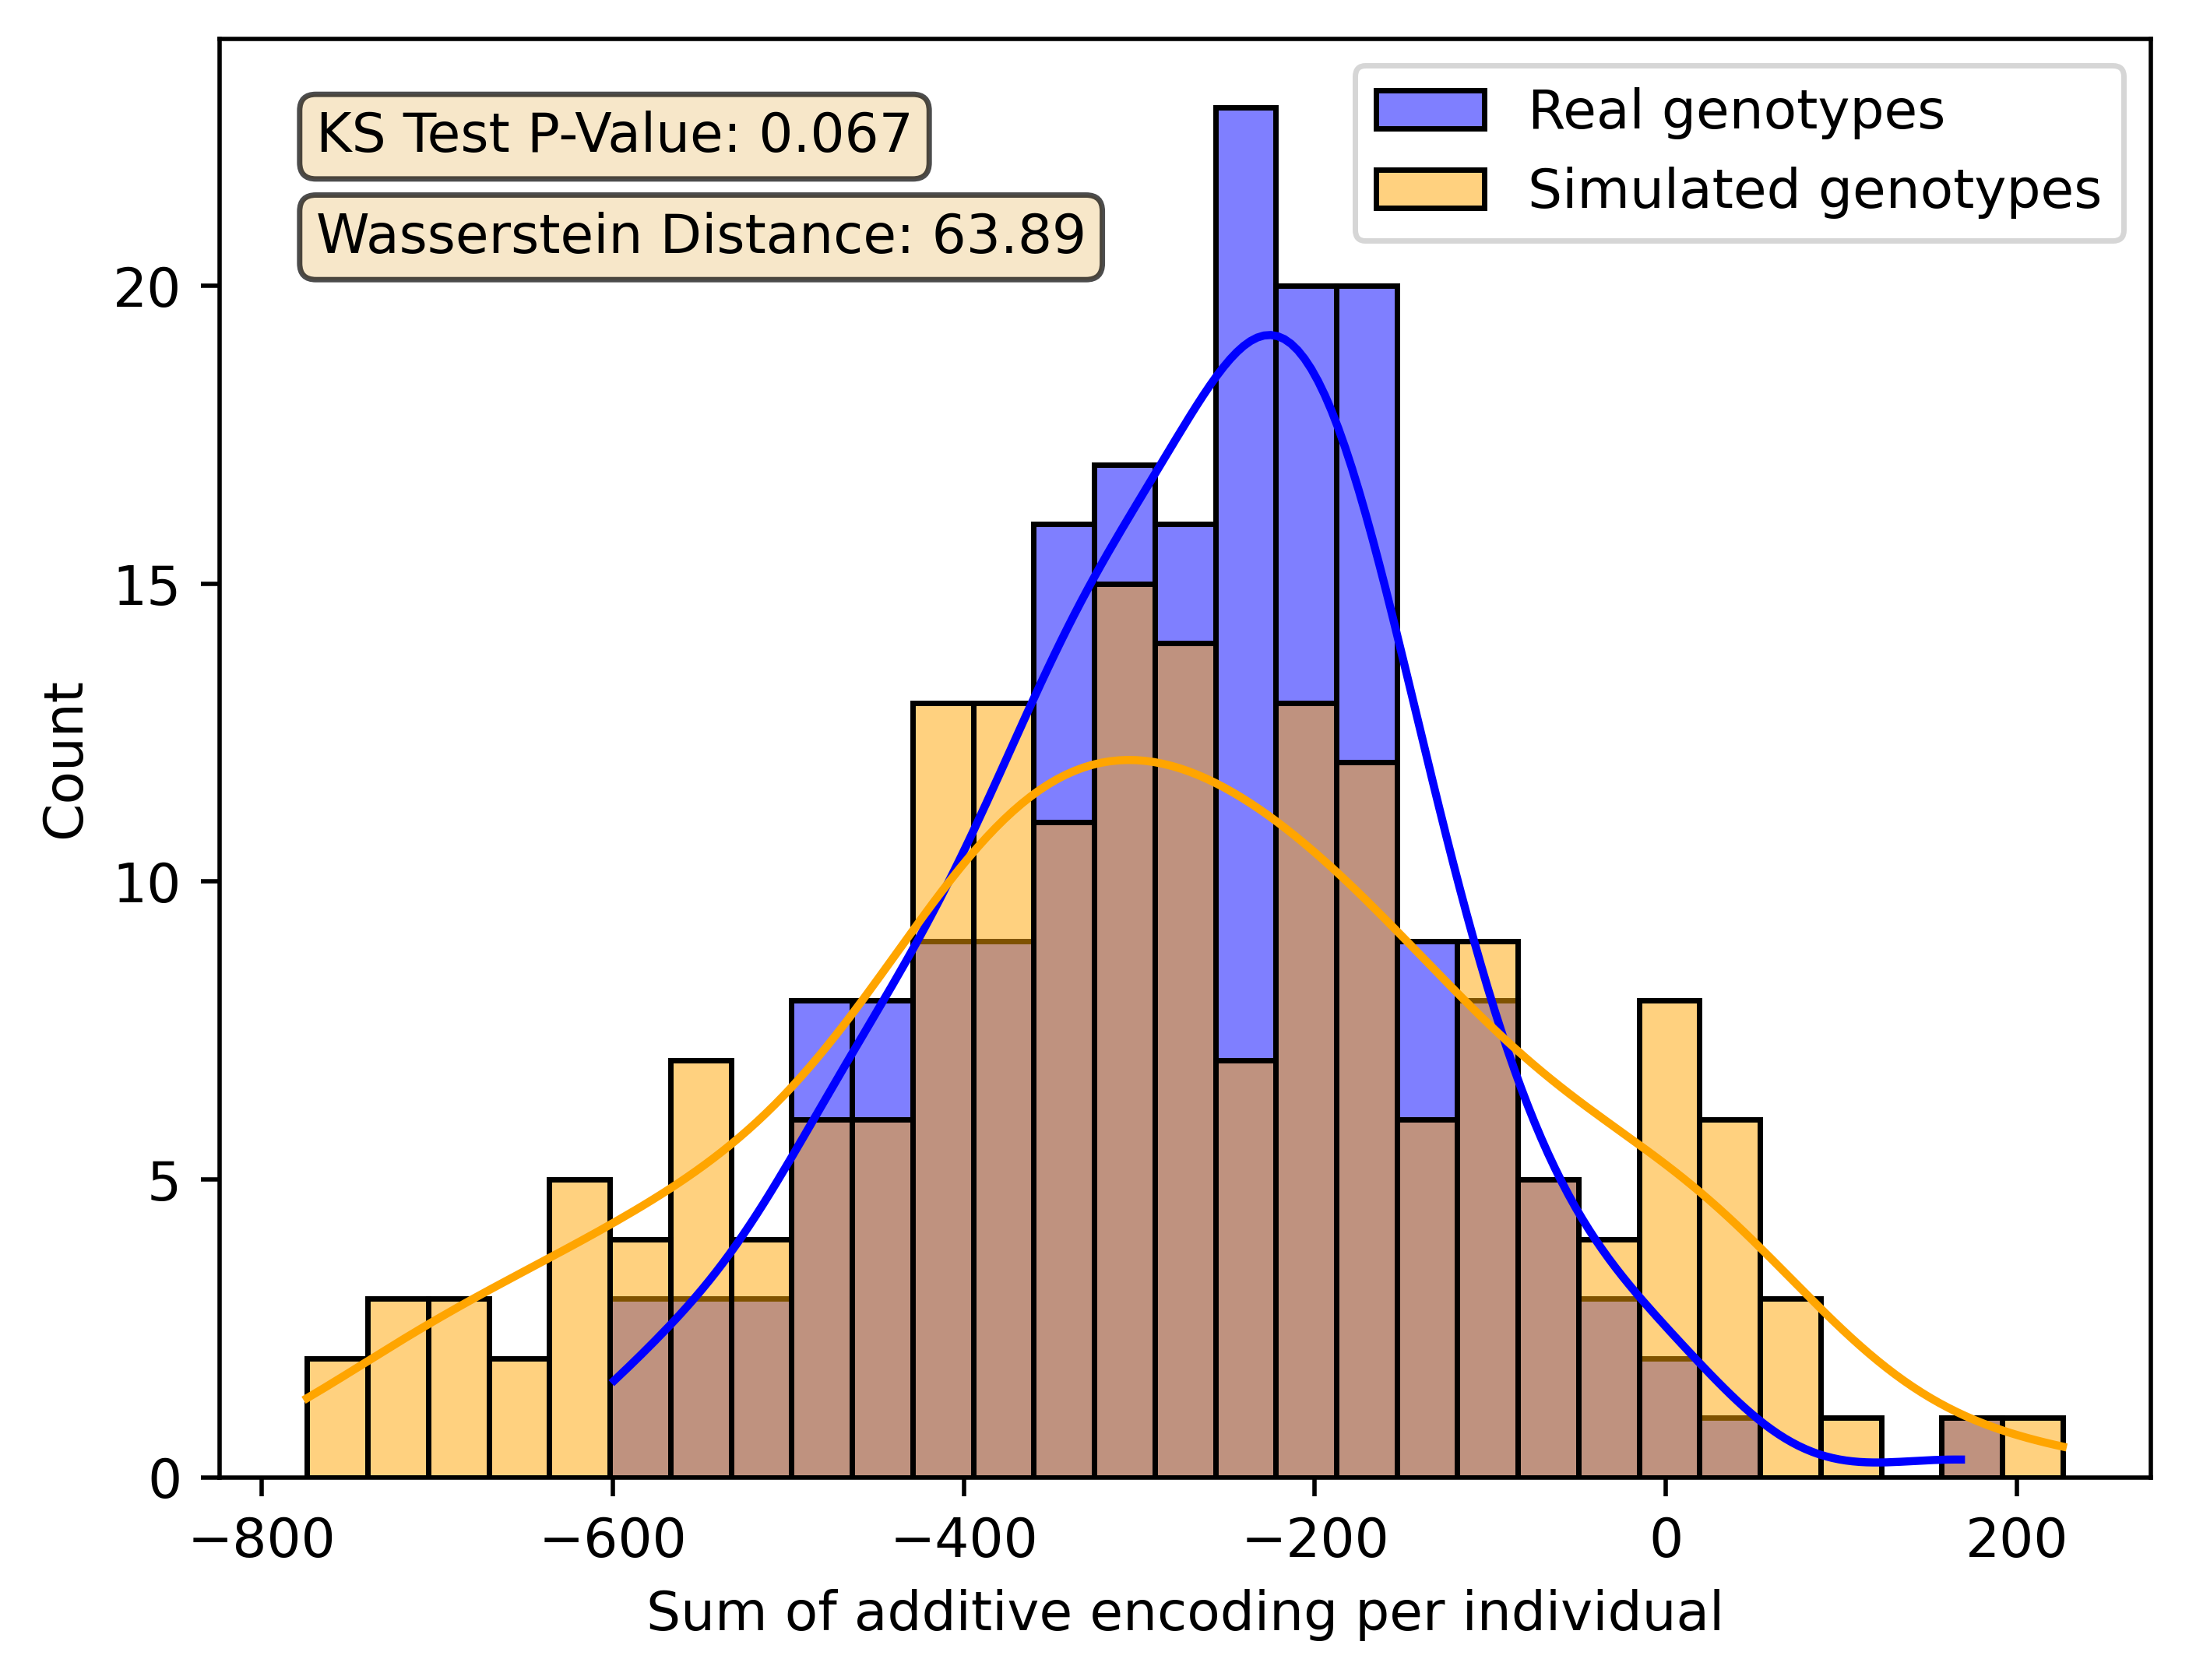 KS Test P-Value: 0.067
Wasserstein Distance: 63.89
Real genotypes
Simulated genotypes
Count
20
15
10
5
0
−800
−600
−400
−200
0
200
Sum of additive encoding per individual